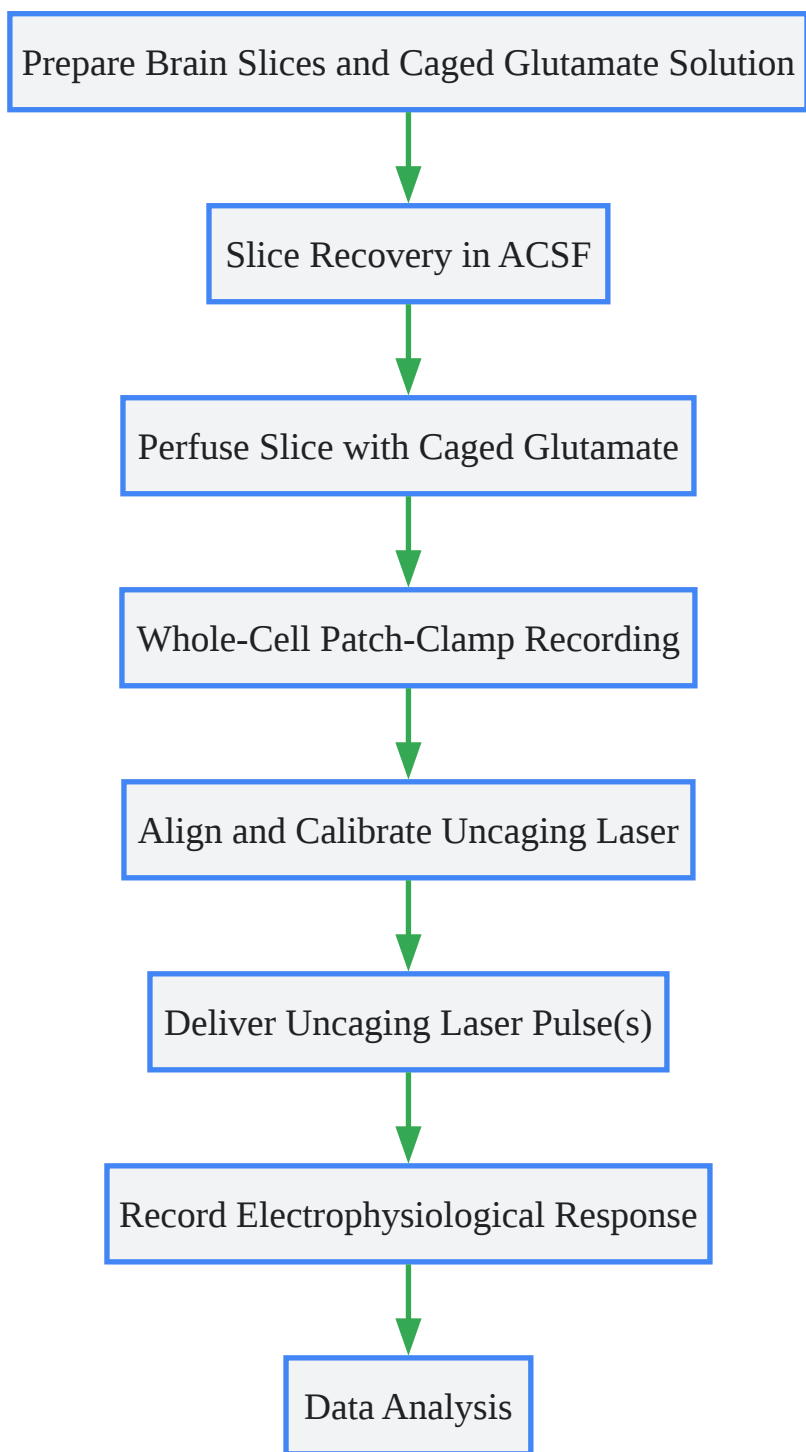 Prepare Brain Slices and Caged Glutamate Solution
Slice Recovery in ACSF
Perfuse Slice with Caged Glutamate
Whole-Cell Patch-Clamp Recording
Align and Calibrate Uncaging Laser
Deliver Uncaging Laser Pulse(s)
Record Electrophysiological Response
Data Analysis